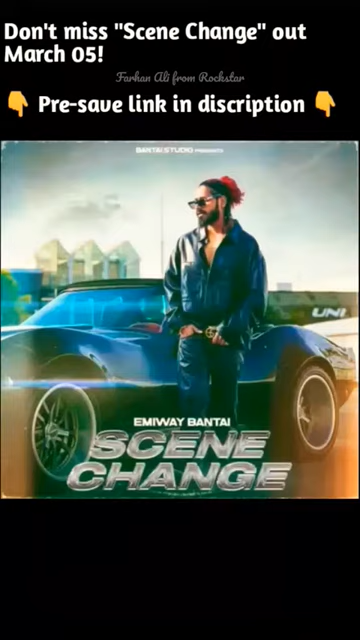 Don't miss "Scene Change" out
March 05!
Farhan Ali from Rockstar
👇 Pre-save link in discription 👇
BANTAI STUDIO PRESENTS
UNI
EMIWAY BANTAI
SCENE
CHANGE